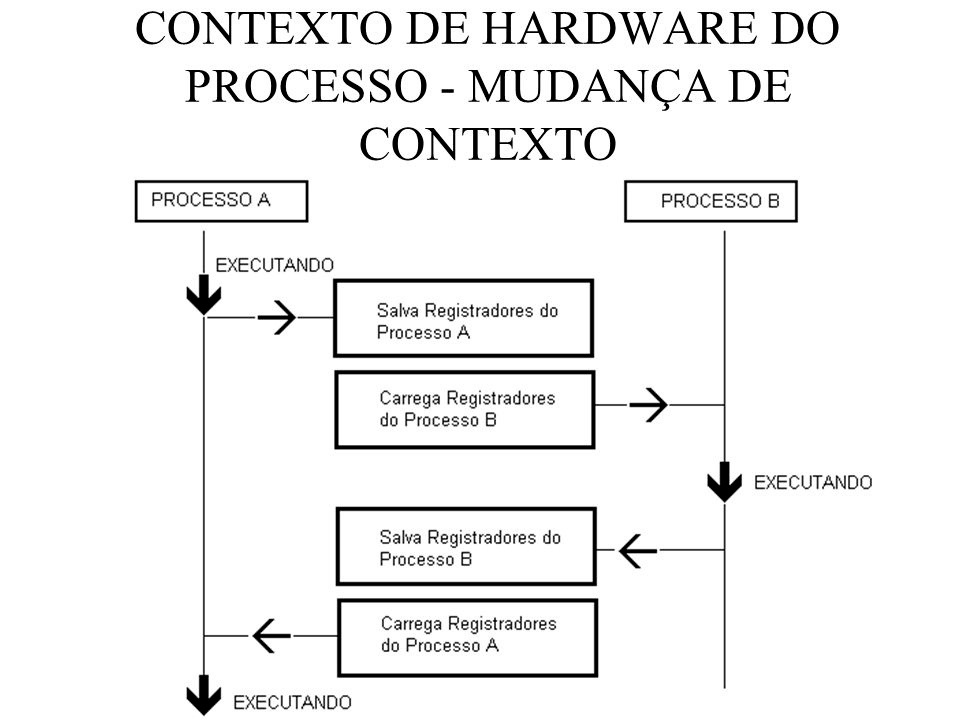 CONTEXTO DE HARDWARE DO
PROCESSO - MUDANÇA DE
CONTEXTO
PROCESSO A
PROCESSO B
EXECUTANDO
Salva Registradores do
Processo A
Carrega Registradores
do Processo B
EXECUTANDO
Salva Registradores do
Processo B
Carrega Registradores
do Processo A
EXECUTANDO